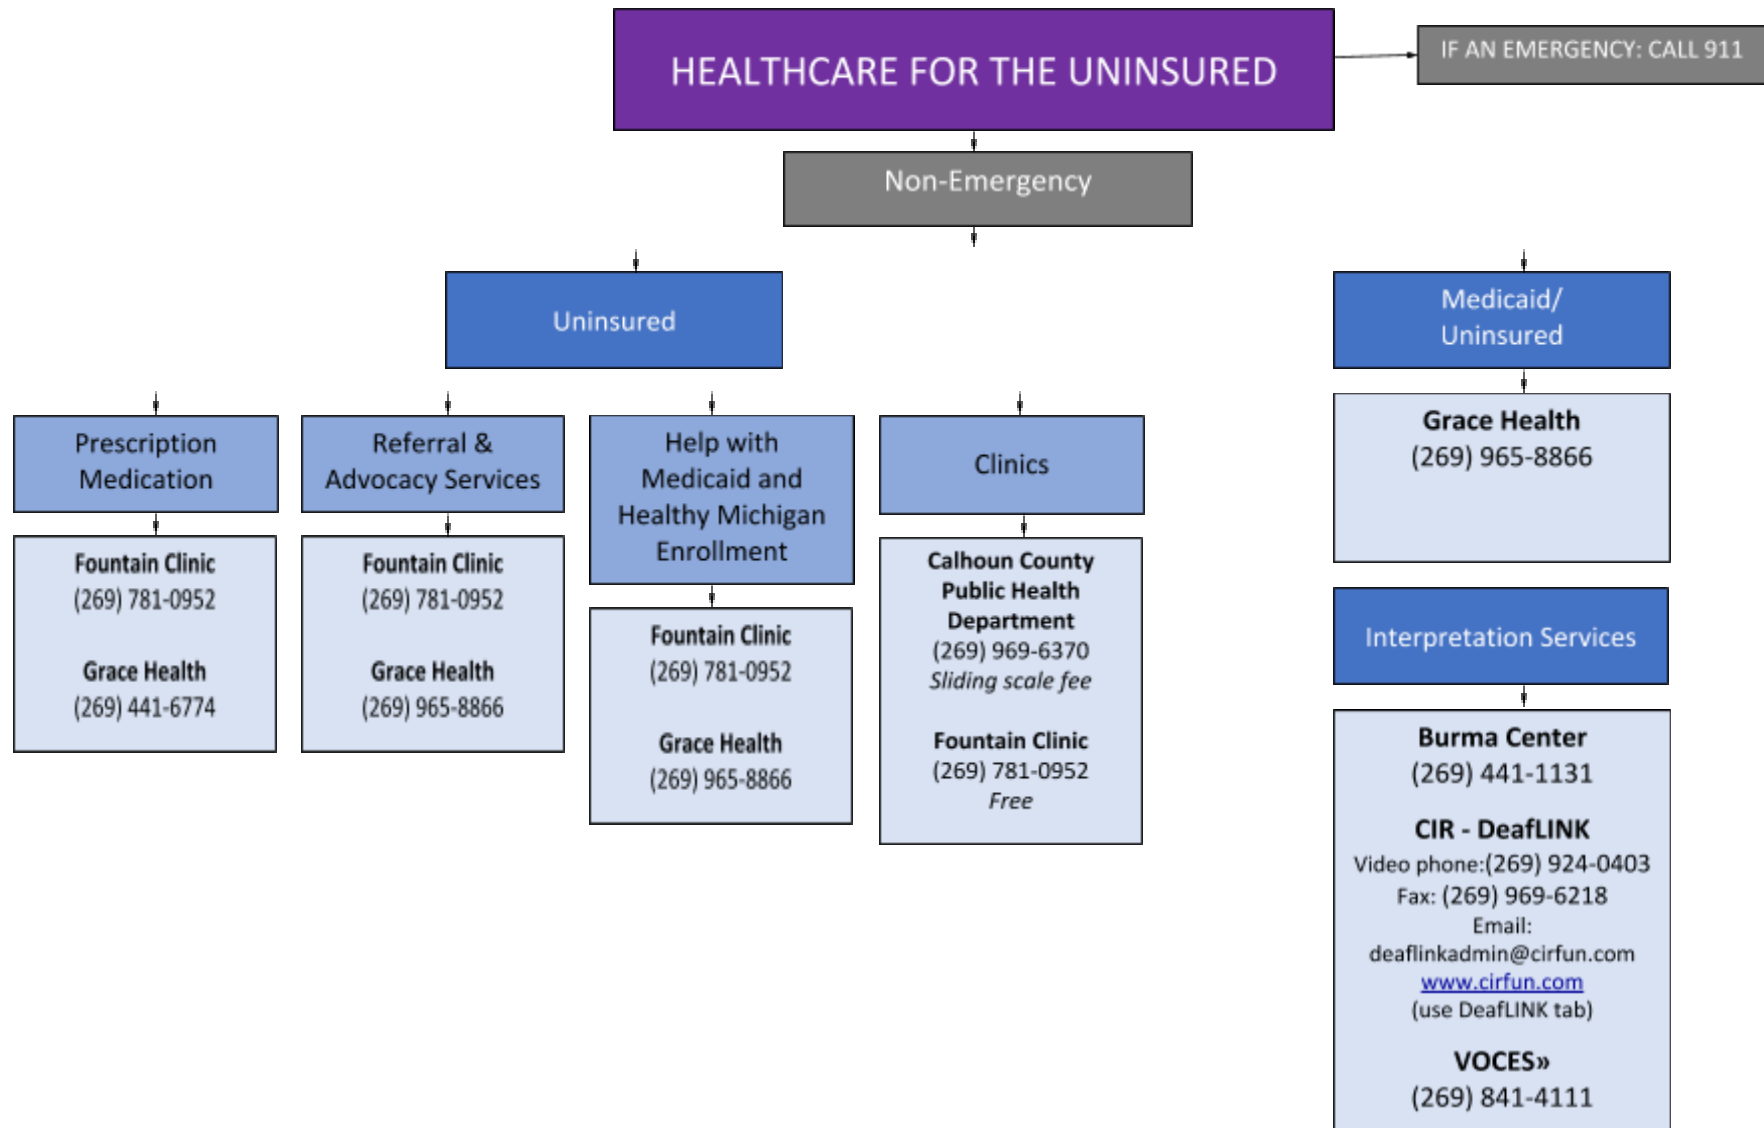 HEALTHCARE FOR THE UNINSURED
IF AN EMERGENCY: CALL 911
Non-Emergency
Uninsured
Medicaid/
Uninsured
Prescription
Medication
Fountain Clinic
(269) 781-0952
Grace Health
(269) 441-6774
Referral &
Advocacy Services
Fountain Clinic
(269) 781-0952
Grace Health
(269) 965-8866
Help with
Medicaid and
Healthy Michigan
Enrollment
Fountain Clinic
(269) 781-0952
Grace Health
(269) 965-8866
Clinics
Calhoun County
Public Health
Department
(269) 969-6370
Sliding scale fee
Fountain Clinic
(269) 781-0952
Free
Grace Health
(269) 965-8866
Interpretation Services
Burma Center
(269) 441-1131
CIR - DeafLINK
Video phone:(269) 924-0403
Fax: (269) 969-6218
Email:
deaflinkadmin@cirfun.com
www.cirfun.com
(use DeafLINK tab)
VOCES»
(269) 841-4111